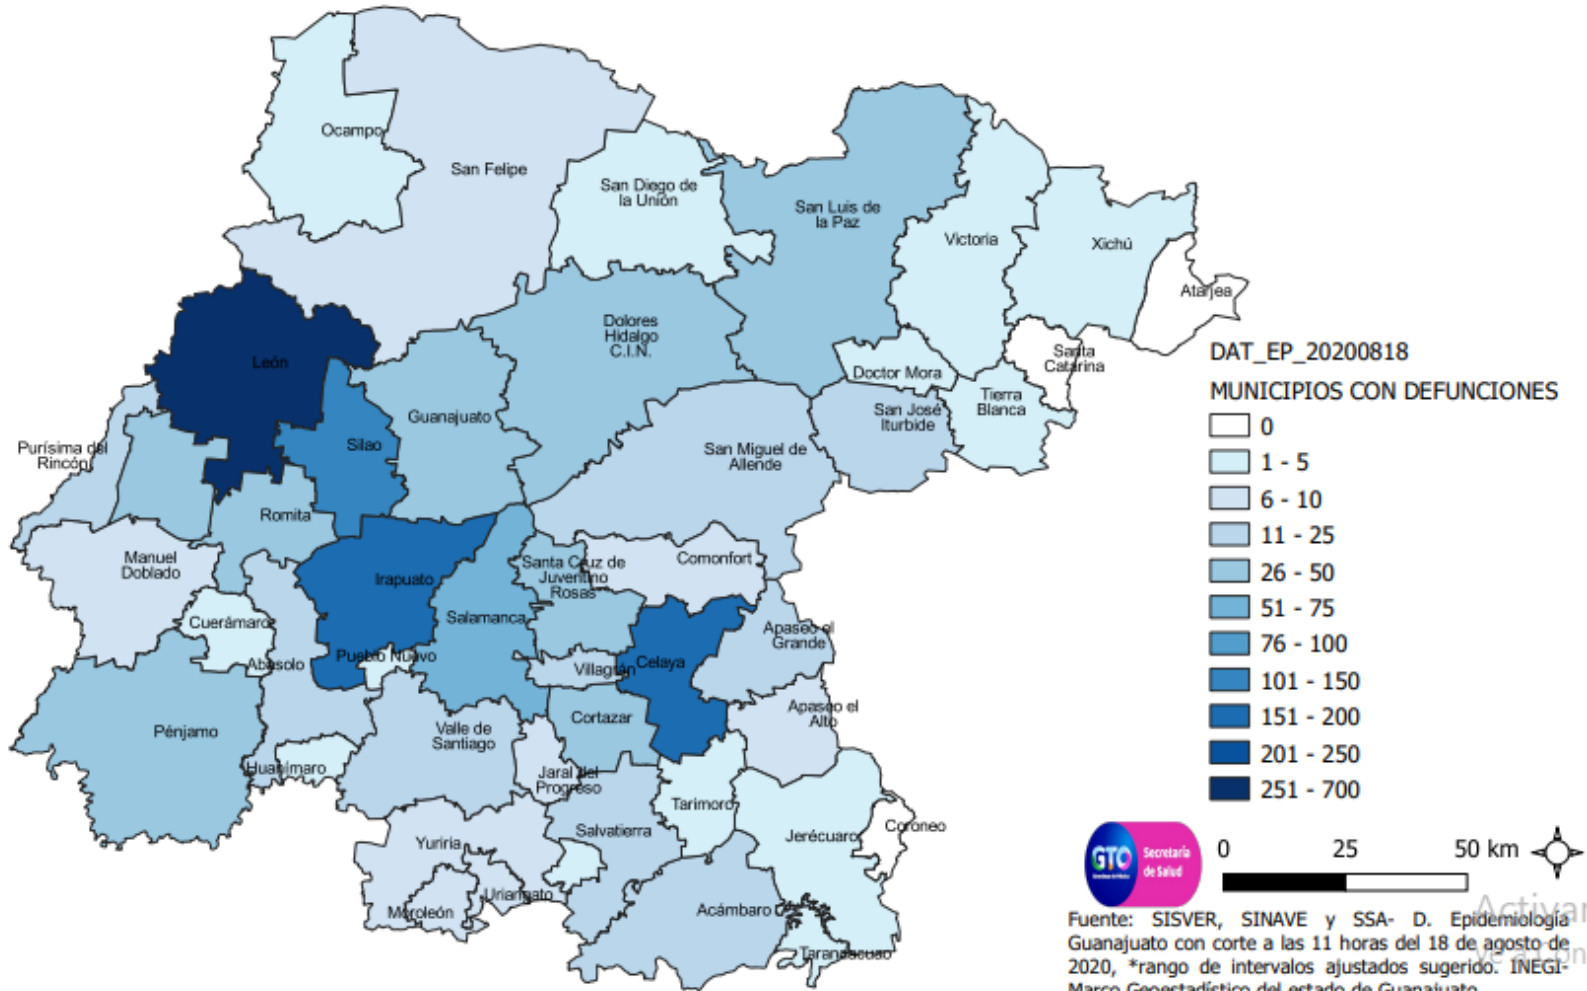 Ocampo
San Felipe
San Diego de
la Unión
San Luis de
la Paz
Victoria
Xichú
Atarjea
Dolores
Hidalgo
C.I.N.
Santa
Catarina
León
Doctor Mora
Tierra
Blanca
Guanajuato
San José
Iturbide
Silao
Purísima del
Rincón
San Miguel de
Allende
Romita
Manuel
Doblado
Irapuato
Santa Cruz de
Juventino
Rosas
Comonfort
Cuerámaro
Salamanca
Apaseo el
Grande
Abasolo
Pueblo Nuevo
Villagrán
Celaya
Pénjamo
Valle de
Santiago
Cortazar
Apaseo el
Alto
Huanímaro
Jaral del
Progreso
Tarimoro
Salvatierra
Jerécuaro
Coroneo
Yuriria
Uriangato
Moroleón
Acámbaro
Tarandacuao
DAT_EP_20200818
MUNICIPIOS CON DEFUNCIONES
0
1 - 5
6 - 10
11 - 25
26 - 50
51 - 75
76 - 100
101 - 150
151 - 200
201 - 250
251 - 700
GTO
Secretaría
de Salud
0 25 50 km
Activar
Fuente: SISVER, SINAVE y SSA- D. Epidemiología
Guanajuato con corte a las 11 horas del 18 de agosto de
2020, *rango de intervalos ajustados sugerido. INEGI-
Marco Geoestadístico del estado de Guanajuato